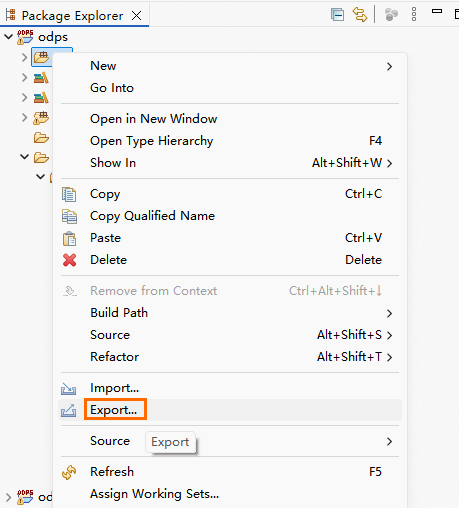 Package Explorer
ODPS odps
New
Go Into
Open in New Window
Open Type Hierarchy F4
Show In Alt+Shift+W
Copy Ctrl+C
Copy Qualified Name
Paste Ctrl+V
Delete Delete
Remove from Context Ctrl+Alt+Shift+↓
Build Path
Source Alt+Shift+S
Refactor Alt+Shift+T
Import...
Export...
Source Export
Refresh F5
ODPS
Assign Working Sets...